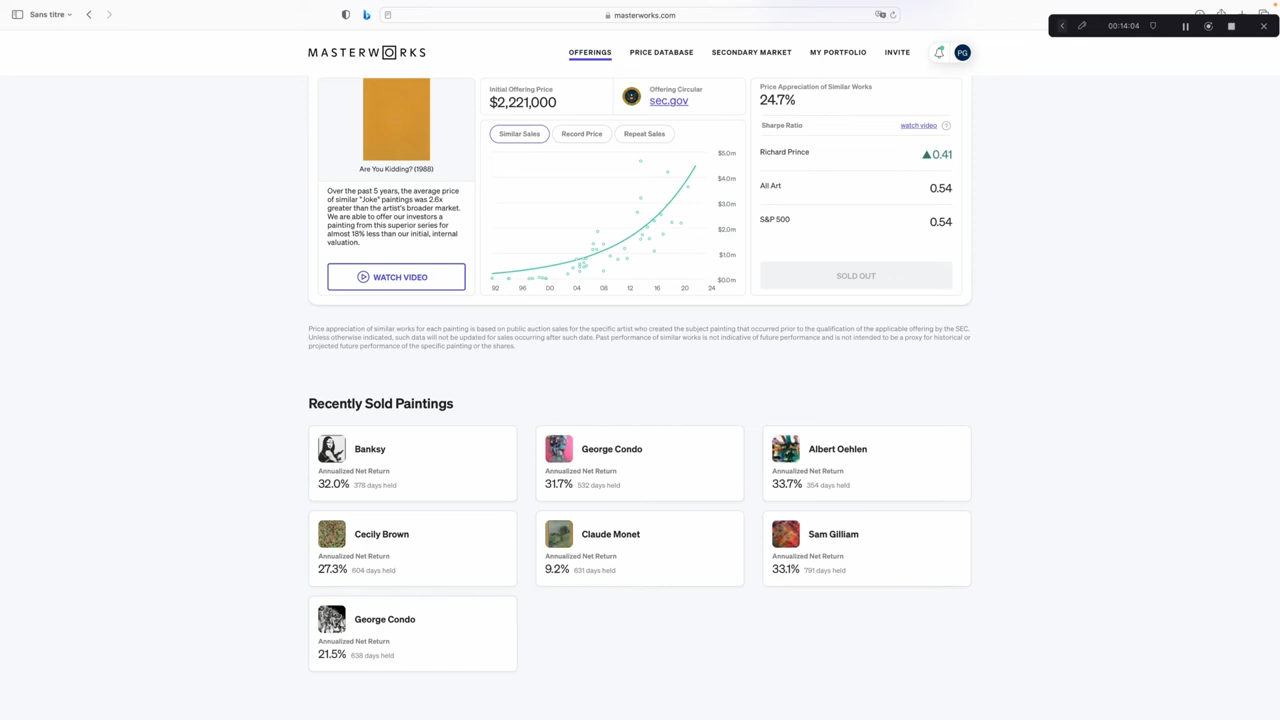 Sans titre
masterworks.com
00:14:04
MASTERWORKS
OFFERINGS
PRICE DATABASE
SECONDARY MARKET
MY PORTFOLIO
INVITE
PG
Are You Kidding? (1988)
Over the past 5 years, the average price
of similar "Joke" paintings was 2.6x
greater than the artist's broader market.
We are able to offer our investors a
painting from this superior series for
almost 18% less than our initial, internal
valuation.
WATCH VIDEO
Initial Offering Price
$2,221,000
Offering Circular
sec.gov
Similar Sales
Record Price
Repeat Sales
$5.0m
$4.0m
$3.0m
$2.0m
$1.0m
$0.0m
92 96 00 04 08 12 16 20 24
Price Appreciation of Similar Works
24.7%
Sharpe Ratio
watch video ?
Richard Prince
▲0.41
All Art
0.54
S&P 500
0.54
SOLD OUT
Price appreciation of similar works for each painting is based on public auction sales for the specific artist who created the subject painting that occurred prior to the qualification of the applicable offering by the SEC.
Unless otherwise indicated, such data will not be updated for sales occurring after such date. Past performance of similar works is not indicative of future performance and is not intended to be a proxy for historical or
projected future performance of the specific painting or the shares.
Recently Sold Paintings
Banksy
Annualized Net Return
32.0% 378 days held
George Condo
Annualized Net Return
31.7% 532 days held
Albert Oehlen
Annualized Net Return
33.7% 354 days held
Cecily Brown
Annualized Net Return
27.3% 604 days held
Claude Monet
Annualized Net Return
9.2% 631 days held
Sam Gilliam
Annualized Net Return
33.1% 791 days held
George Condo
Annualized Net Return
21.5% 638 days held